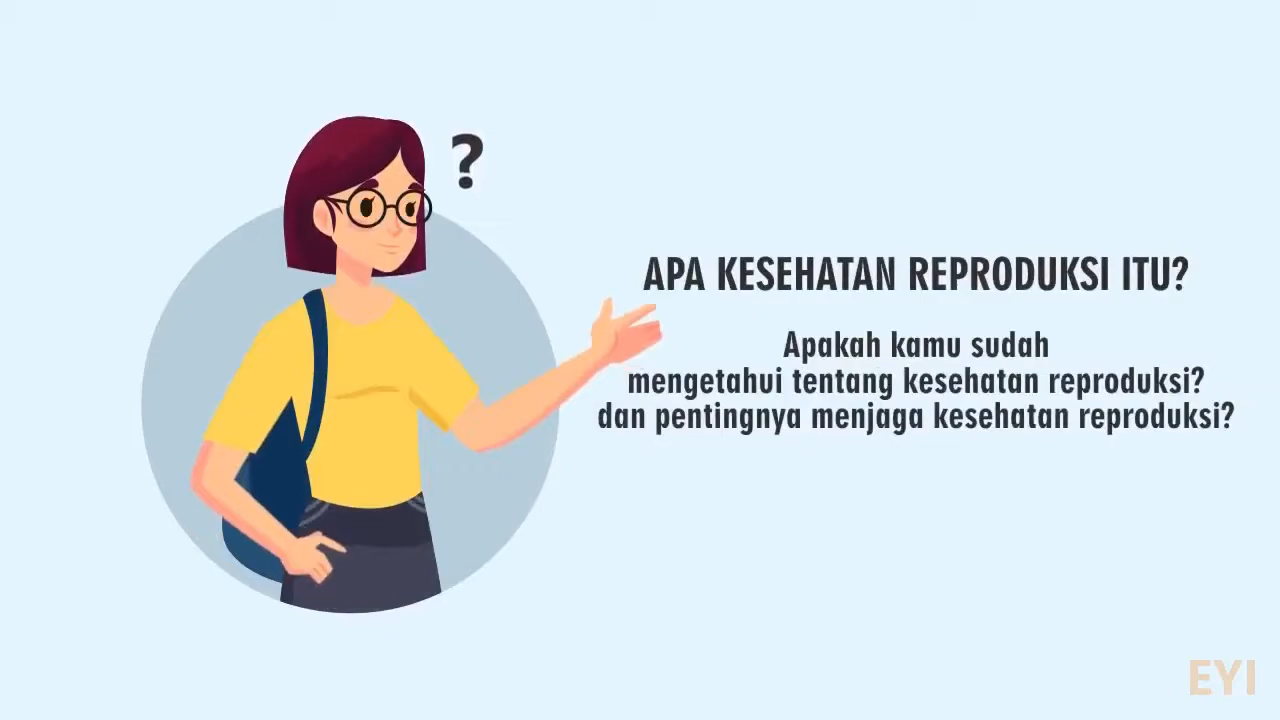 ?
APA KESEHATAN REPRODUKSI ITU?
Apakah kamu sudah
mengetahui tentang kesehatan reproduksi?
dan pentingnya menjaga kesehatan reproduksi?
EYI